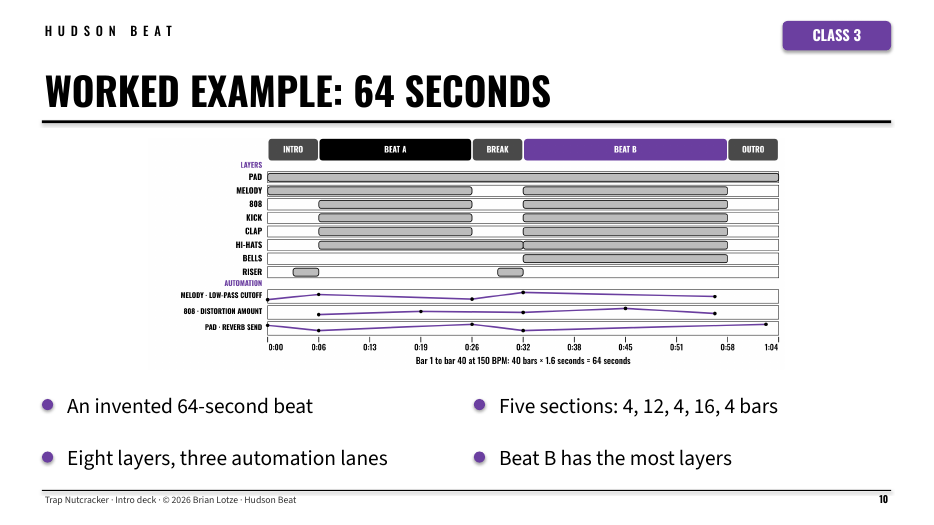 HUDSON BEAT
CLASS 3
WORKED EXAMPLE: 64 SECONDS
INTRO BEAT A BREAK BEAT B OUTRO
LAYERS
PAD
MELODY
808
KICK
CLAP
HI-HATS
BELLS
RISER
AUTOMATION
MELODY · LOW-PASS CUTOFF
808 · DISTORTION AMOUNT
PAD · REVERB SEND
0:00 0:06 0:13 0:19 0:26 0:32 0:38 0:45 0:51 0:58 1:04
Bar 1 to bar 40 at 150 BPM: 40 bars × 1.6 seconds = 64 seconds
An invented 64-second beat
Eight layers, three automation lanes
Five sections: 4, 12, 4, 16, 4 bars
Beat B has the most layers
Trap Nutcracker · Intro deck · © 2026 Brian Lotze · Hudson Beat
10